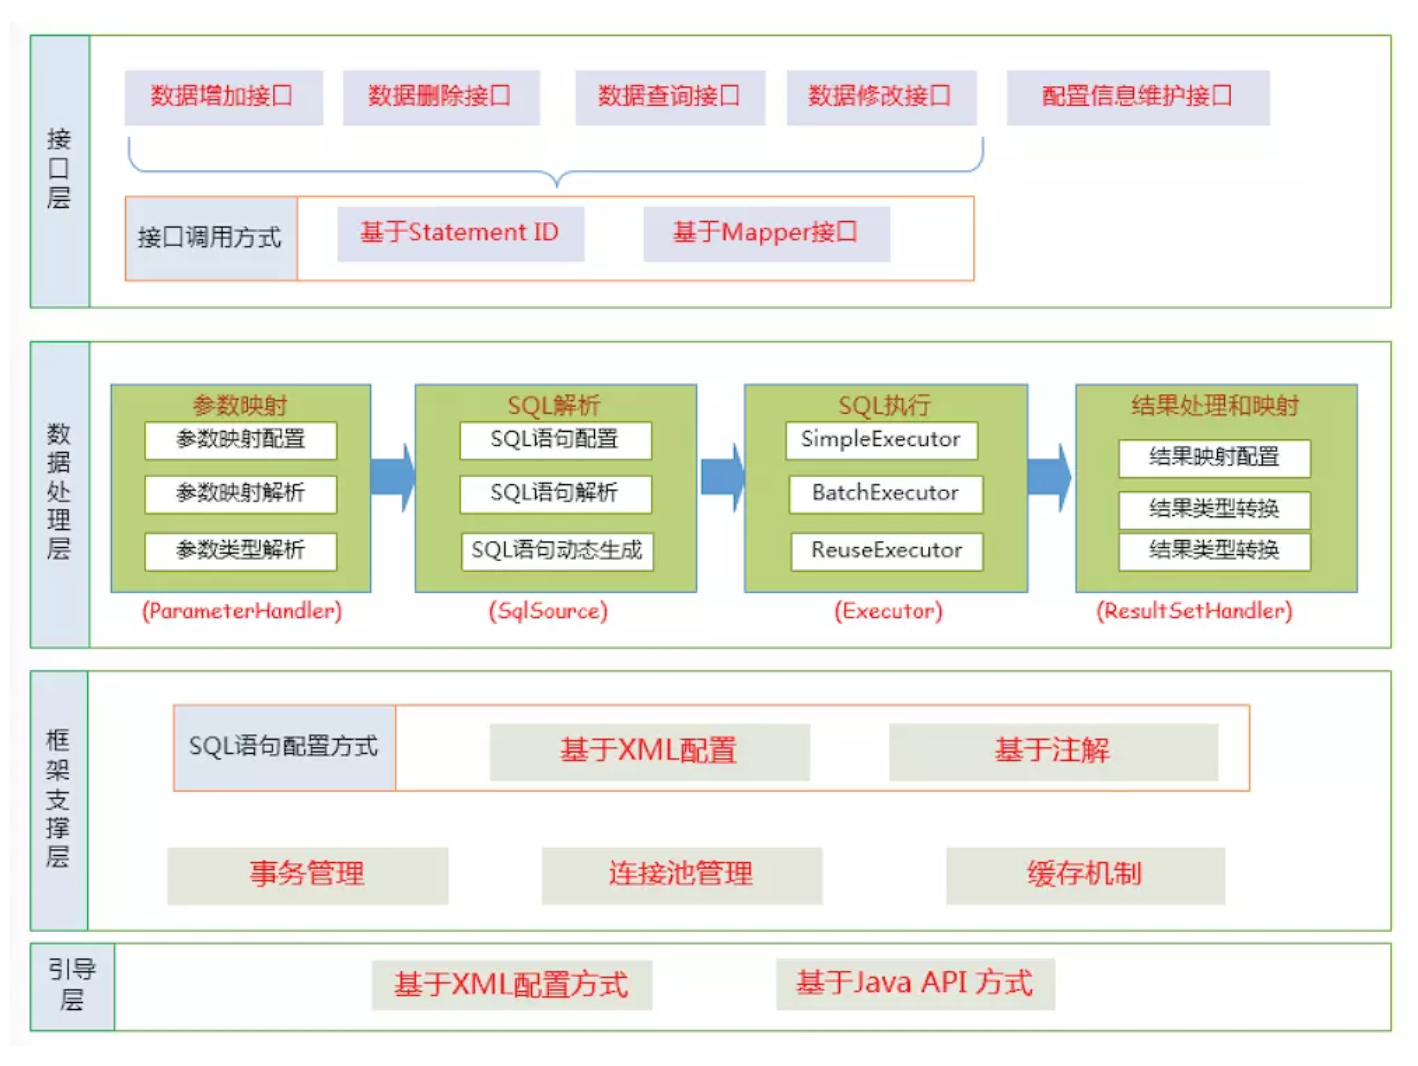 接口层
数据增加接口
数据删除接口
数据查询接口
数据修改接口
配置信息维护接口
接口调用方式
基于Statement ID
基于Mapper接口
数据处理层
参数映射
参数映射配置
参数映射解析
参数类型解析
(ParameterHandler)
SQL解析
SQL语句配置
SQL语句解析
SQL语句动态生成
(SqlSource)
SQL执行
SimpleExecutor
BatchExecutor
ReuseExecutor
(Executor)
结果处理和映射
结果映射配置
结果类型转换
结果类型转换
(ResultSetHandler)
框架支撑层
SQL语句配置方式
基于XML配置
基于注解
事务管理
连接池管理
缓存机制
引导层
基于XML配置方式
基于Java API 方式